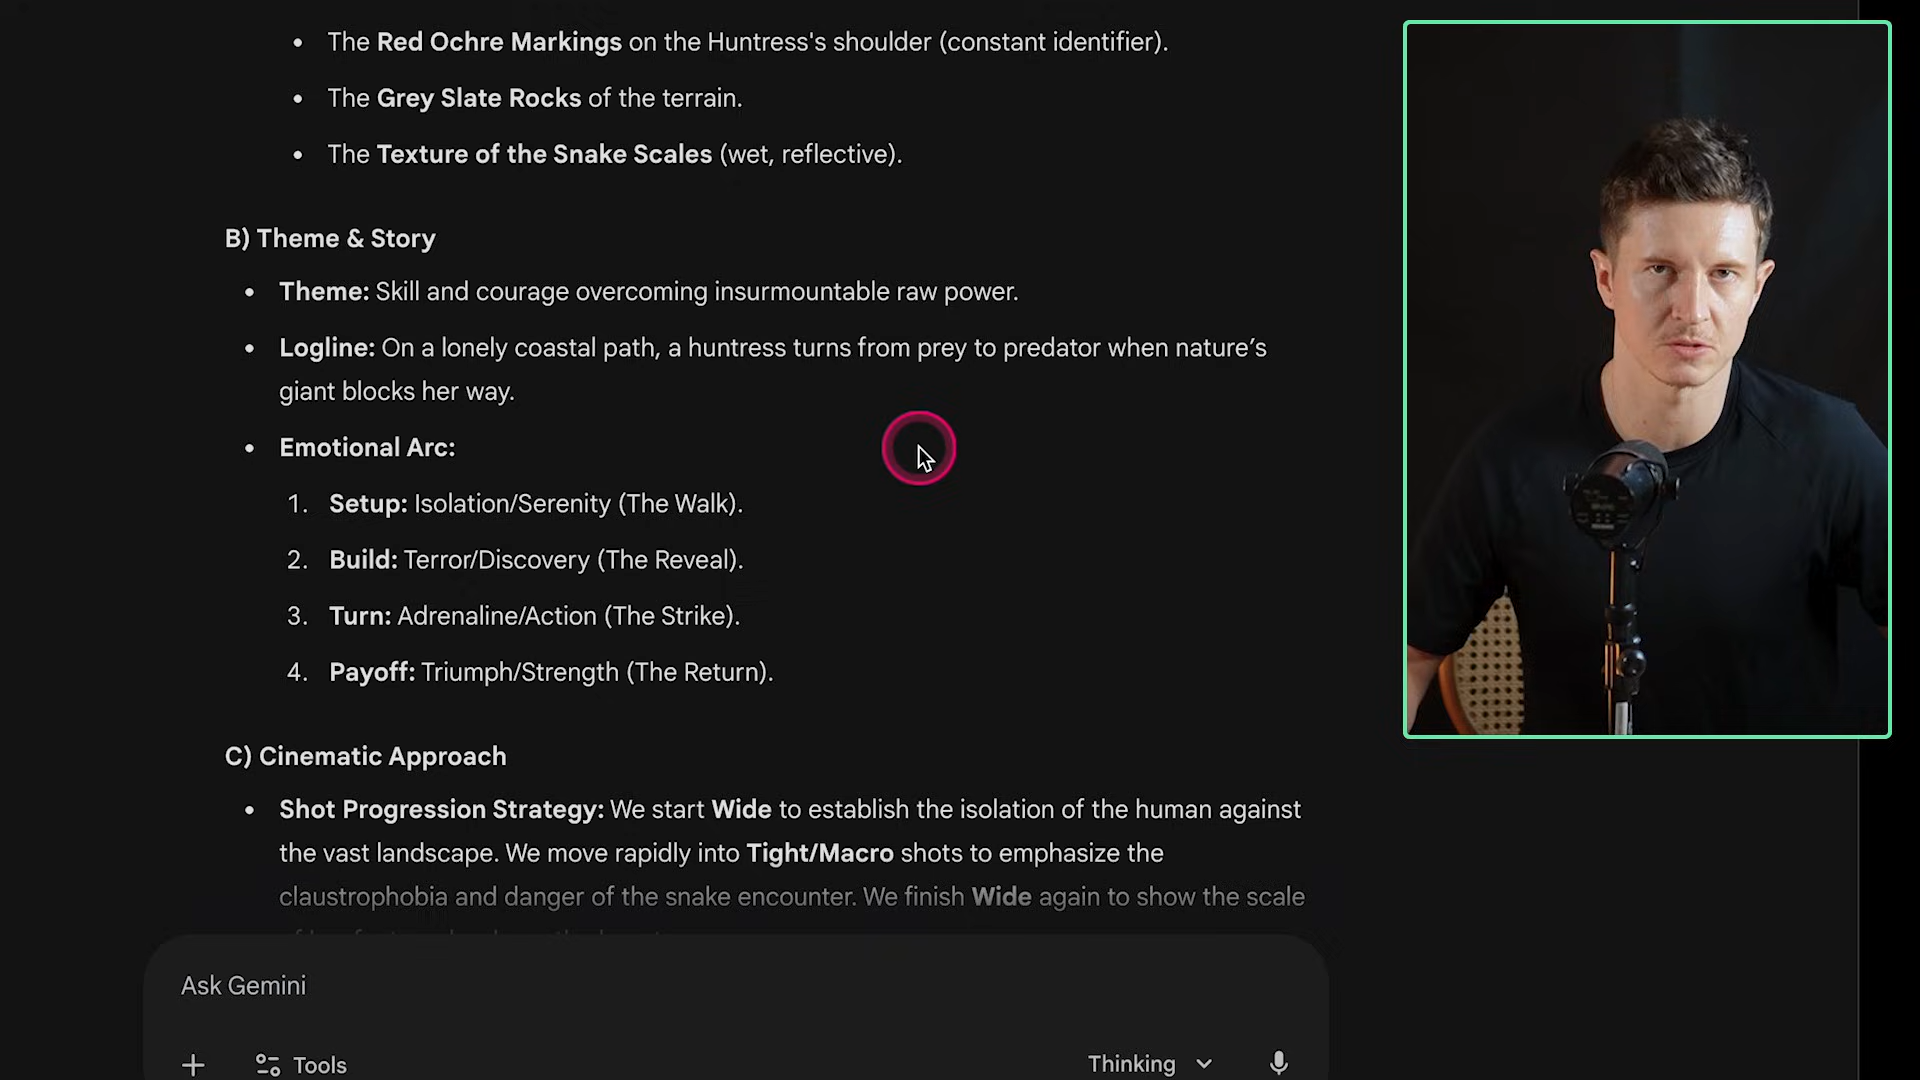 • The Red Ochre Markings on the Huntress's shoulder (constant identifier).
• The Grey Slate Rocks of the terrain.
• The Texture of the Snake Scales (wet, reflective).
B) Theme & Story
• Theme: Skill and courage overcoming insurmountable raw power.
• Logline: On a lonely coastal path, a huntress turns from prey to predator when nature’s
giant blocks her way.
• Emotional Arc:
1. Setup: Isolation/Serenity (The Walk).
2. Build: Terror/Discovery (The Reveal).
3. Turn: Adrenaline/Action (The Strike).
4. Payoff: Triumph/Strength (The Return).
C) Cinematic Approach
• Shot Progression Strategy: We start Wide to establish the isolation of the human against
the vast landscape. We move rapidly into Tight/Macro shots to emphasize the
claustrophobia and danger of the snake encounter. We finish Wide again to show the scale
Ask Gemini
Tools
Thinking